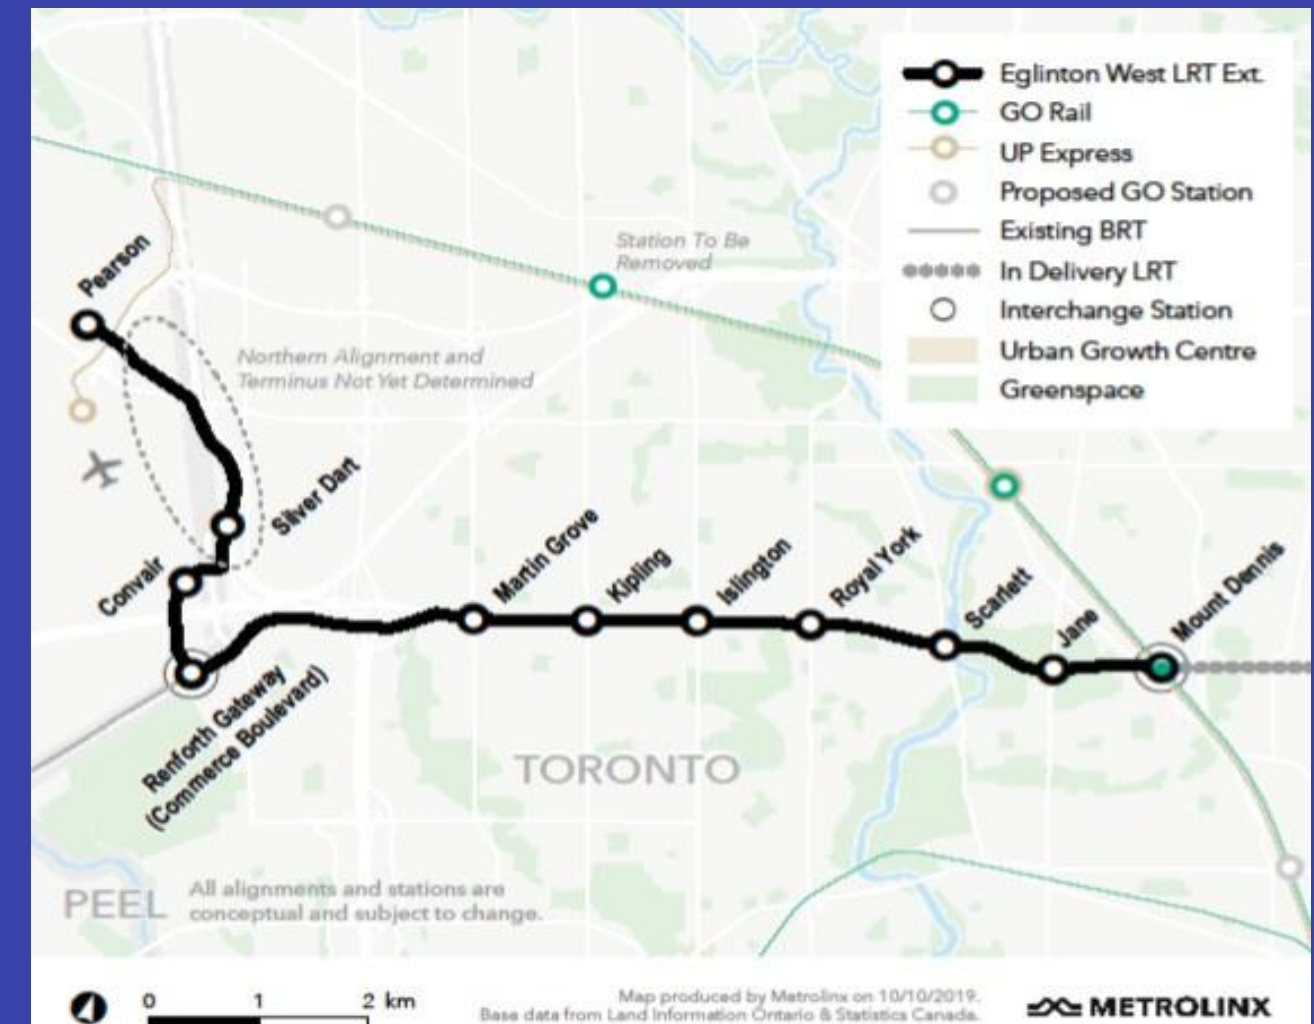 Eglinton West LRT Ext.
GO Rail
UP Express
Proposed GO Station
Existing BRT
In Delivery LRT
Interchange Station
Urban Growth Centre
Greenspace
Station To Be
Removed
Pearson
Northern Alignment and
Terminus Not Yet Determined
Silver Dart
Convair
Martin Grove
Kipling
Islington
Royal York
Scarlett
Jane
Mount Dennis
Renforth Gateway
(Commerce Boulevard)
TORONTO
PEEL
All alignments and stations are
conceptual and subject to change.
0 1 2 km
Map produced by Metrolinx on 10/10/2019.
Base data from Land Information Ontario & Statistics Canada.
METROLINX